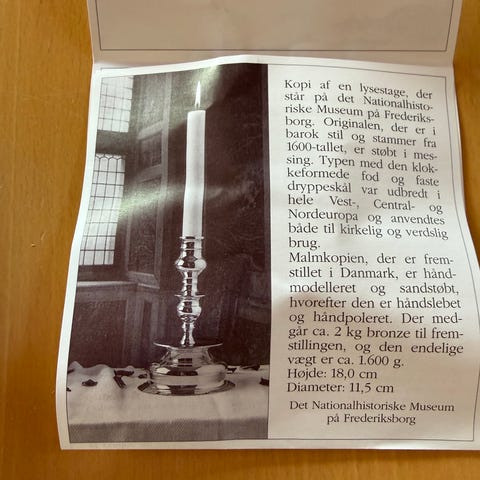 Kopi af en lysestage, der
står på det Nationalhisto-
riske Museum på Frederiks-
borg. Originalen, der er i
barok stil og stammer fra
1600-tallet, er støbt i mes-
sing. Typen med den klok-
keformede fod og faste
dryppeskål var udbredt i
hele Vest-, Central- og
Nordeuropa og anvendtes
både til kirkelig og verdslig
brug.
Malmkopien, der er frem-
stillet i Danmark, er hånd-
modelleret og sandstøbt,
hvorefter den er håndslebet
og håndpoleret. Der med-
går ca. 2 kg bronze til frem-
stillingen, og den endelige
vægt er ca. 1.600 g.
Højde: 18,0 cm
Diameter: 11,5 cm
Det Nationalhistoriske Museum
på Frederiksborg